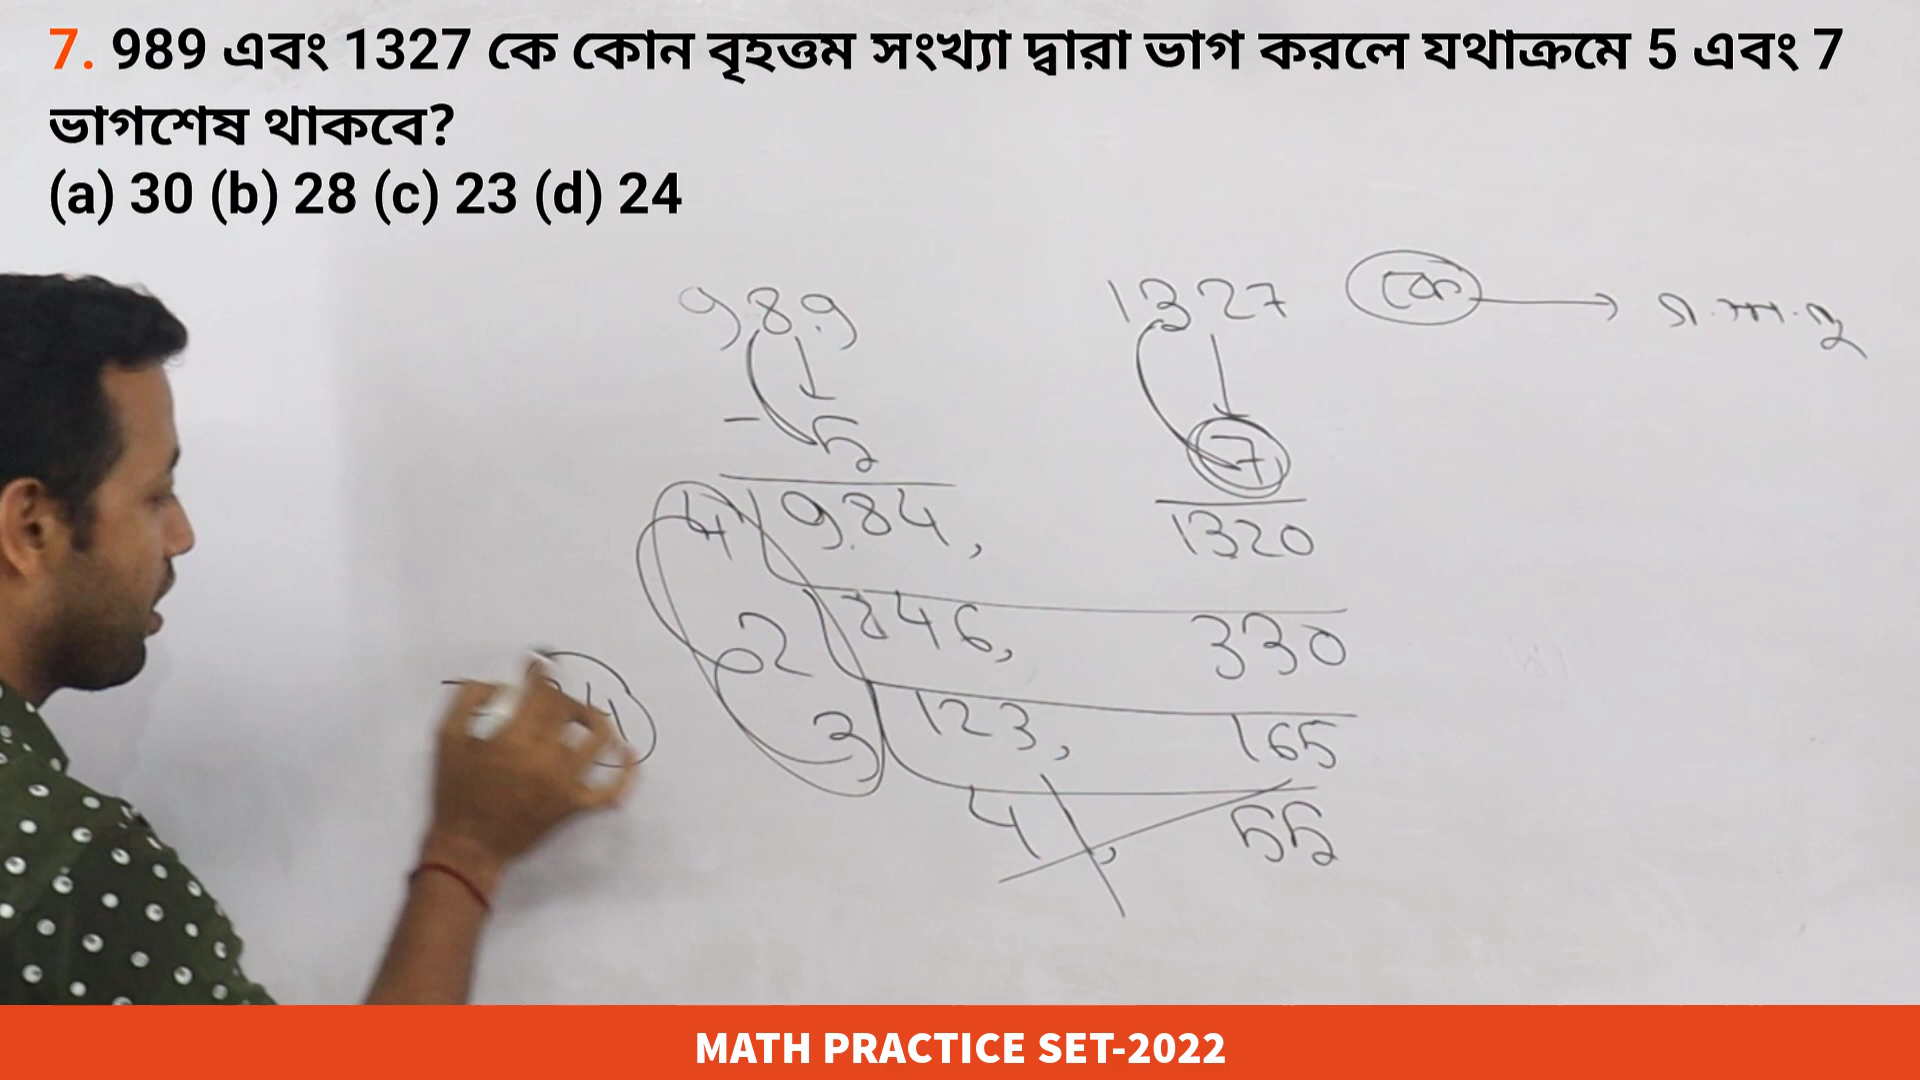 7. 989 এবং 1327 কে কোন বৃহত্তম সংখ্যা দ্বারা ভাগ করলে যথাক্রমে 5 এবং 7
ভাগশেষ থাকবে?
(a) 30 (b) 28 (c) 23 (d) 24
989 1327 কে → গ.সা.গু
- 5 7
4 984, 1320
2 246, 330
3 123, 165
41, 55
MATH PRACTICE SET-2022